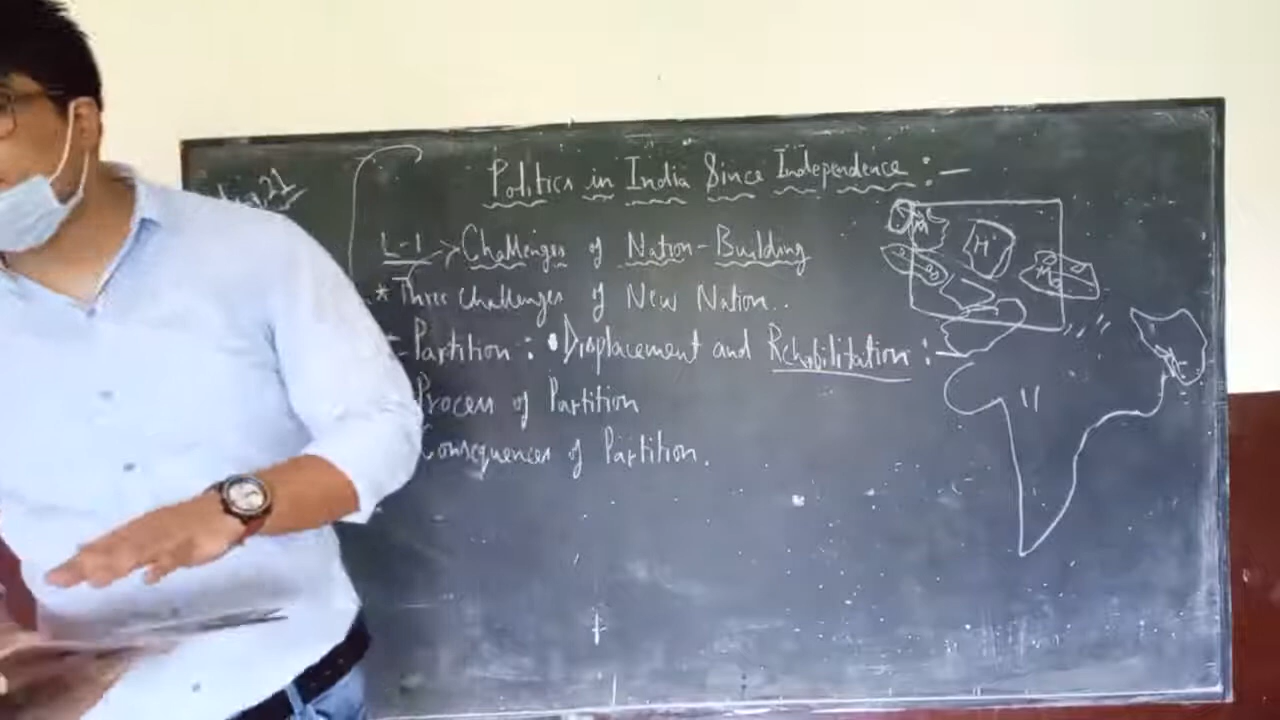 21
Politics in India Since Independence :-
L-1 > Challenges of Nation-Building
* Three Challenges of New Nation..
- Partition : Displacement and Rehabilitation :-
Process of Partition
Consequences of Partition.
M
H
M